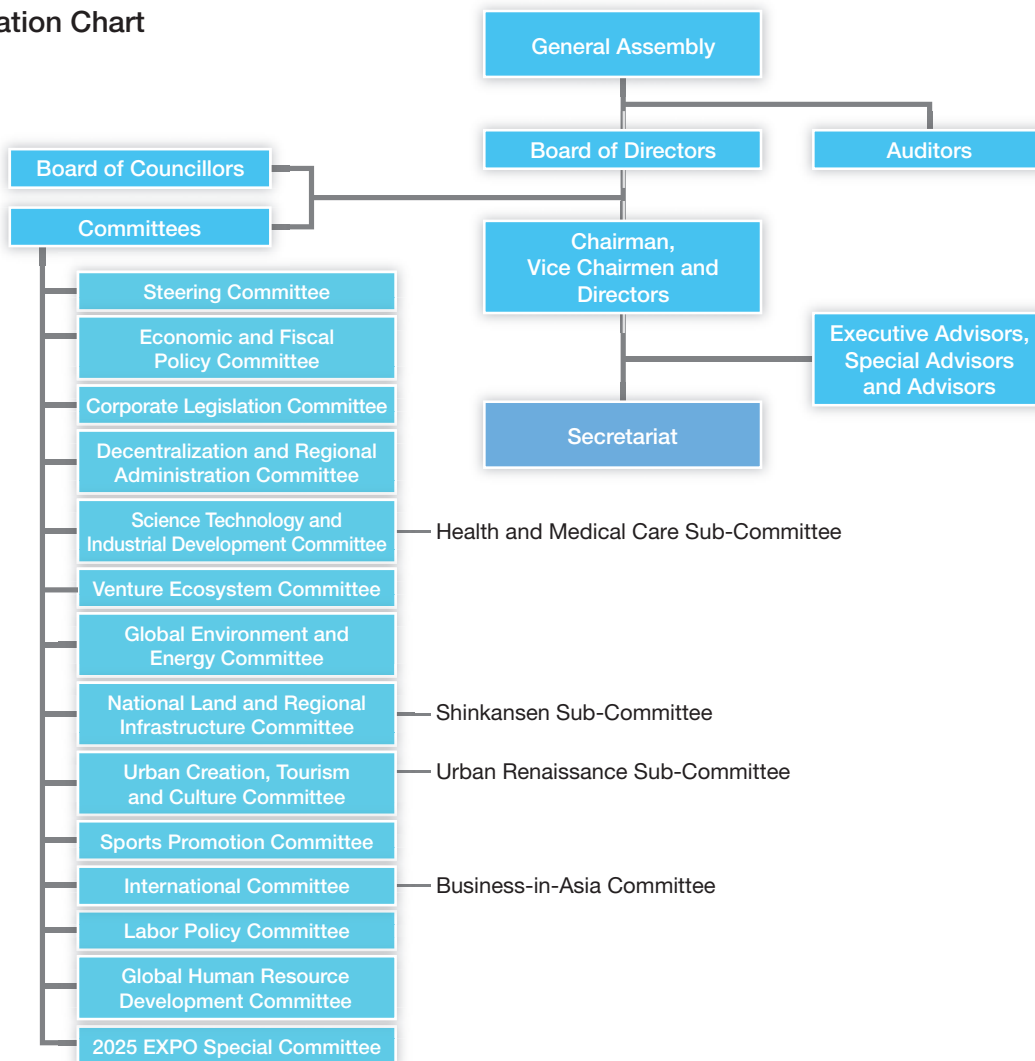 ation Chart
General Assembly
Board of Directors
Auditors
Board of Councillors
Committees
Chairman,
Vice Chairmen and
Directors
Executive Advisors,
Special Advisors
and Advisors
Secretariat
Steering Committee
Economic and Fiscal
Policy Committee
Corporate Legislation Committee
Decentralization and Regional
Administration Committee
Science Technology and
Industrial Development Committee
Health and Medical Care Sub-Committee
Venture Ecosystem Committee
Global Environment and
Energy Committee
National Land and Regional
Infrastructure Committee
Shinkansen Sub-Committee
Urban Creation, Tourism
and Culture Committee
Urban Renaissance Sub-Committee
Sports Promotion Committee
International Committee
Business-in-Asia Committee
Labor Policy Committee
Global Human Resource
Development Committee
2025 EXPO Special Committee